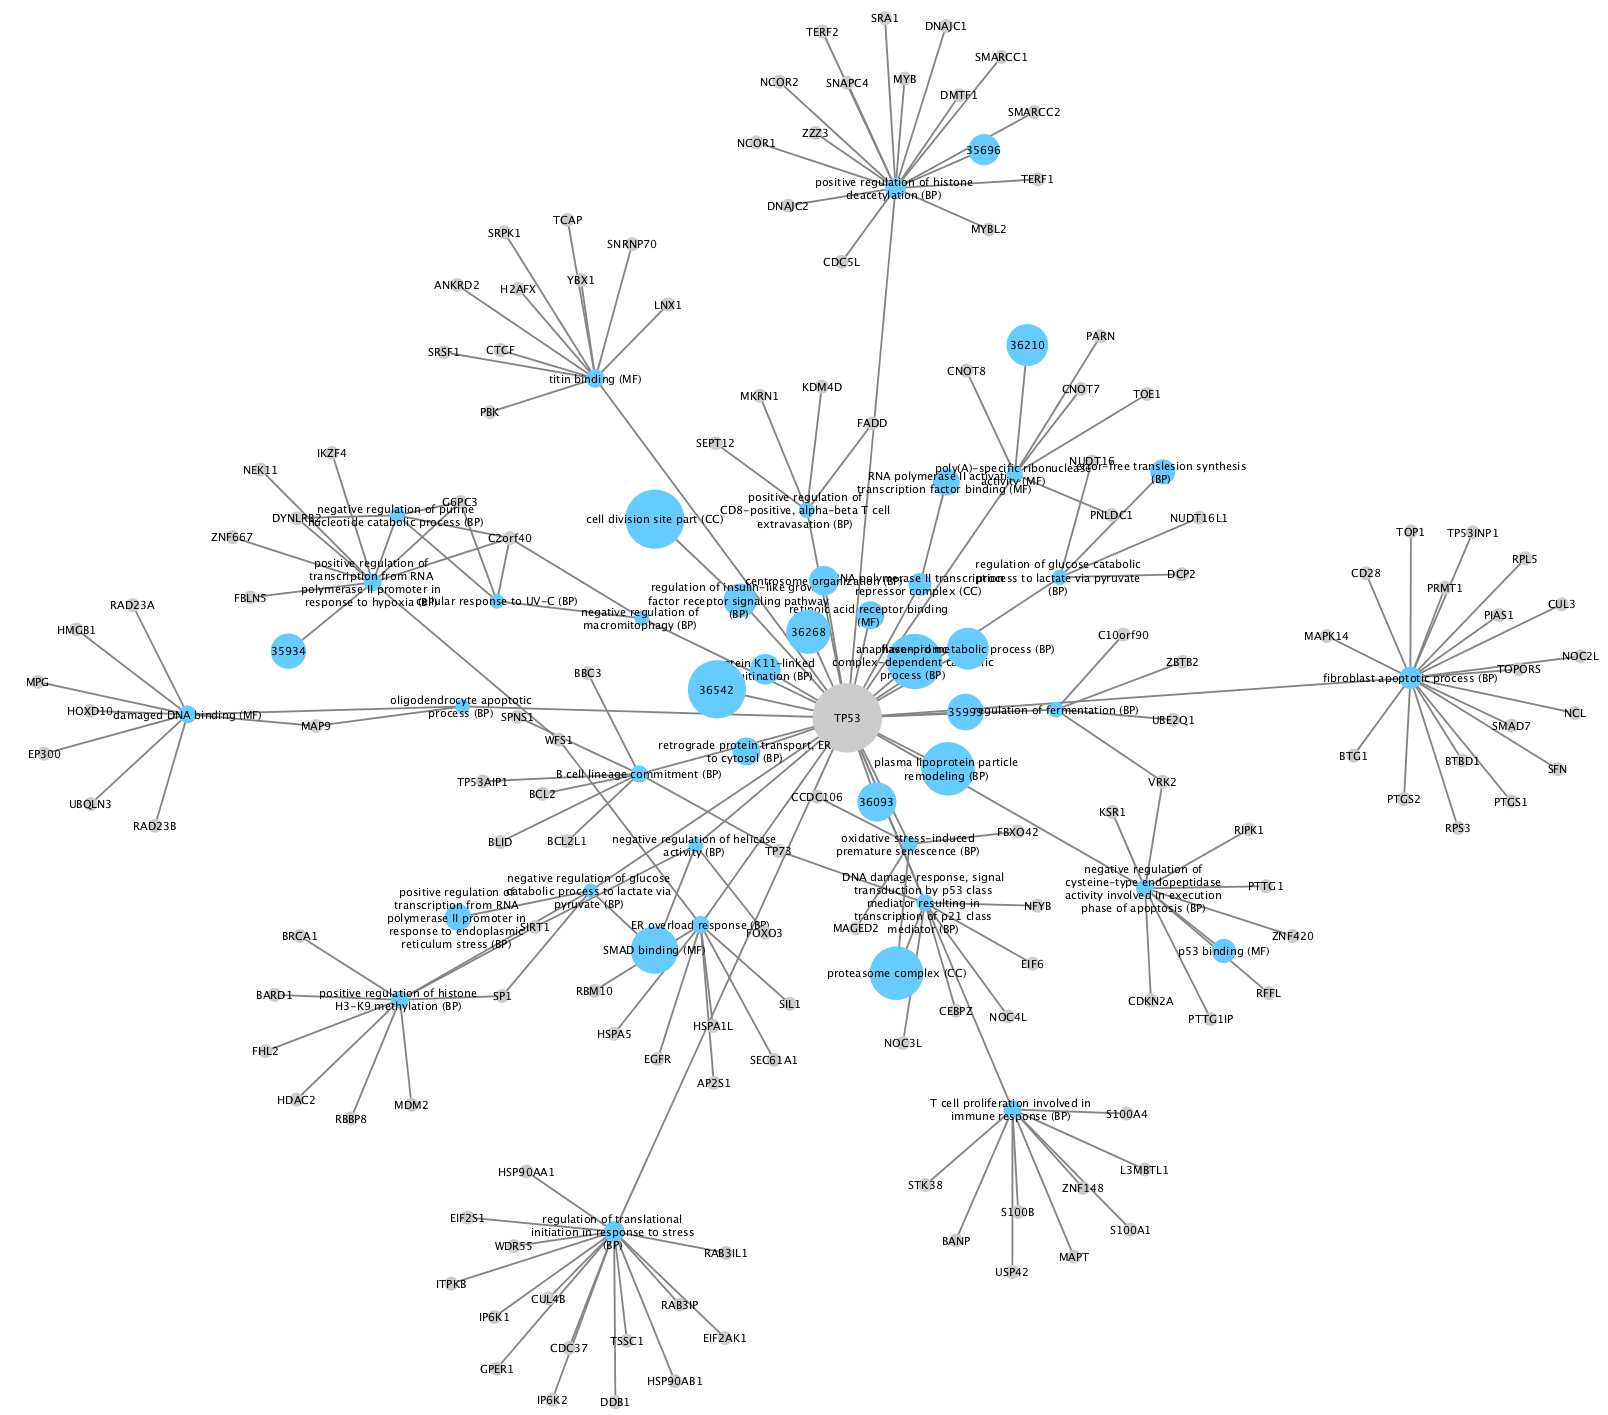 SRA1
DNAJC1
TERF2
SMARCC1
NCOR2
SNAPC4
MYB
DMTF1
SMARCC2
ZZZ3
NCOR1
35696
positive regulation of histone
deacetylation (BP)
TERF1
DNAJC2
MYBL2
CDC5L
TCAP
SRPK1
SNRNP70
ANKRD2
H2AFX
YBX1
LNX1
SRSF1
CTCF
titin binding (MF)
PBK
36210
PARN
CNOT8
CNOT7
TOE1
MKRN1
KDM4D
FADD
SEPT12
NUDT16
poly(A)-specific ribonuclease
activity (MF)
error-free translesion synthesis
(BP)
RNA polymerase II activating
transcription factor binding (MF)
positive regulation of
CD8-positive, alpha-beta T cell
extravasation (BP)
PNLDC1
NUDT16L1
DCP2
regulation of glucose catabolic
process to lactate via pyruvate
(BP)
IKZF4
NEK11
G6PC3
DYNLRB2
negative regulation of purine
nucleotide catabolic process (BP)
ZNF667
C2orf40
cell division site part (CC)
positive regulation of
transcription from RNA
polymerase II promoter in
response to hypoxia (BP)
FBLN5
cellular response to UV-C (BP)
negative regulation of
macromitophagy (BP)
regulation of insulin-like growth
factor receptor signaling pathway
(BP)
centrosome organization (BP)
RNA polymerase II transcription
repressor complex (CC)
retinoic acid receptor binding
(MF)
36268
35934
RAD23A
HMGB1
MPG
HOXD10
damaged DNA binding (MF)
MAP9
EP300
UBQLN3
RAD23B
oligodendrocyte apoptotic
process (BP)
BBC3
SPNS1
WFS1
36542
K11-linked
(BP)
complex-dependent
process (BP)
metabolic process (BP)
TP53
35999
regulation of fermentation (BP)
C10orf90
ZBTB2
UBE2Q1
VRK2
TOP1
TP53INP1
CD28
RPL5
PRMT1
PIAS1
CUL3
MAPK14
NOC2L
TOPORS
fibroblast apoptotic process (BP)
NCL
SMAD7
BTG1
BTBD1
SFN
PTGS2
PTGS1
RPS3
retrograde protein transport, ER
to cytosol (BP)
plasma lipoprotein particle
remodeling (BP)
B cell lineage commitment (BP)
TP53AIP1
BCL2
BLID
BCL2L1
CCDC106
36093
oxidative stress-induced
premature senescence (BP)
FBXO42
KSR1
RIPK1
negative regulation of helicase
activity (BP)
TP73
negative regulation of
cysteine-type endopeptidase
activity involved in execution
phase of apoptosis (BP)
PTTG1
ZNF420
p53 binding (MF)
RFFL
CDKN2A
PTTG1IP
DNA damage response, signal
transduction by p53 class
mediator resulting in
transcription of p21 class
mediator (BP)
NFYB
MAGED2
EIF6
proteasome complex (CC)
CEBPZ
NOC4L
NOC3L
negative regulation of glucose
catabolic process to lactate via
pyruvate (BP)
positive regulation of
transcription from RNA
polymerase II promoter in
response to endoplasmic
reticulum stress (BP)
SIRT1
ER overload response (BP)
FOXO3
SMAD binding (MF)
BRCA1
BARD1
positive regulation of histone
H3-K9 methylation (BP)
SP1
FHL2
HDAC2
RBBP8
MDM2
RBM10
HSPA5
EGFR
HSPA1L
AP2S1
SIL1
SEC61A1
T cell proliferation involved in
immune response (BP)
S100A4
L3MBTL1
STK38
ZNF148
S100B
S100A1
BANP
MAPT
USP42
HSP90AA1
EIF2S1
regulation of translational
initiation in response to stress
(BP)
WDR55
RAB3IL1
ITPKB
CUL4B
RAB3IP
IP6K1
EIF2AK1
CDC37
TSSC1
GPER1
HSP90AB1
IP6K2
DDB1